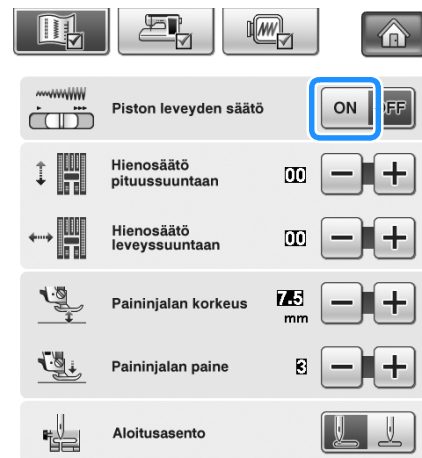 Piston leveyden säätö
ON OFF
Hienosäätö
pituussuuntaan
00
Hienosäätö
leveyssuuntaan
00
Paininjalan korkeus
7.5
mm
Paininjalan paine
3
Aloitusasento